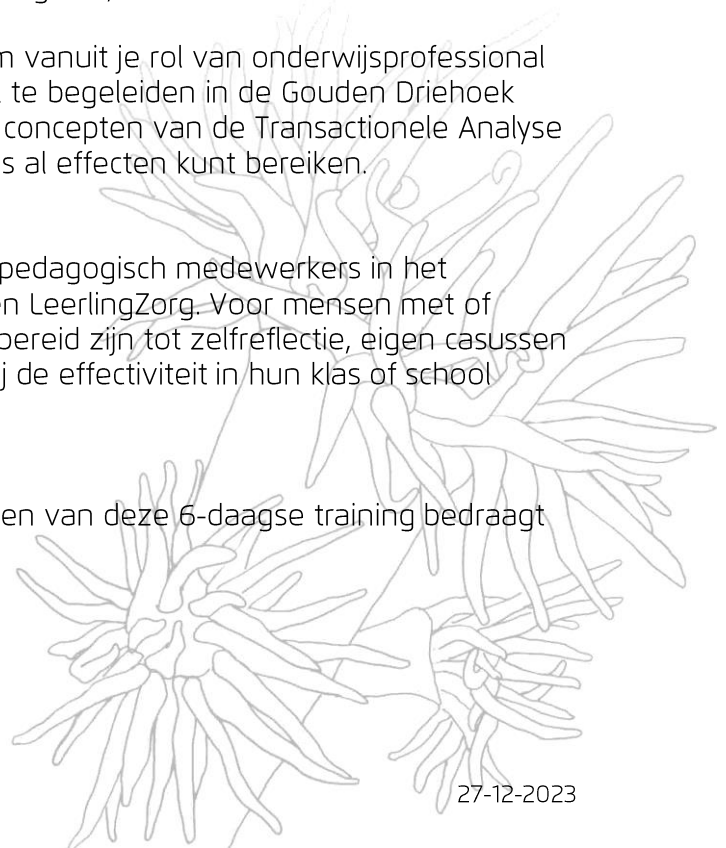 vanuit je rol van onderwijsprofessional
te begeleiden in de Gouden Driehoek
concepten van de Transactionele Analyse
s al effecten kunt bereiken.
pedagogisch medewerkers in het
en LeerlingZorg. Voor mensen met of
bereid zijn tot zelfreflectie, eigen casussen
j de effectiviteit in hun klas of school
en van deze 6-daagse training bedraagt
27-12-2023